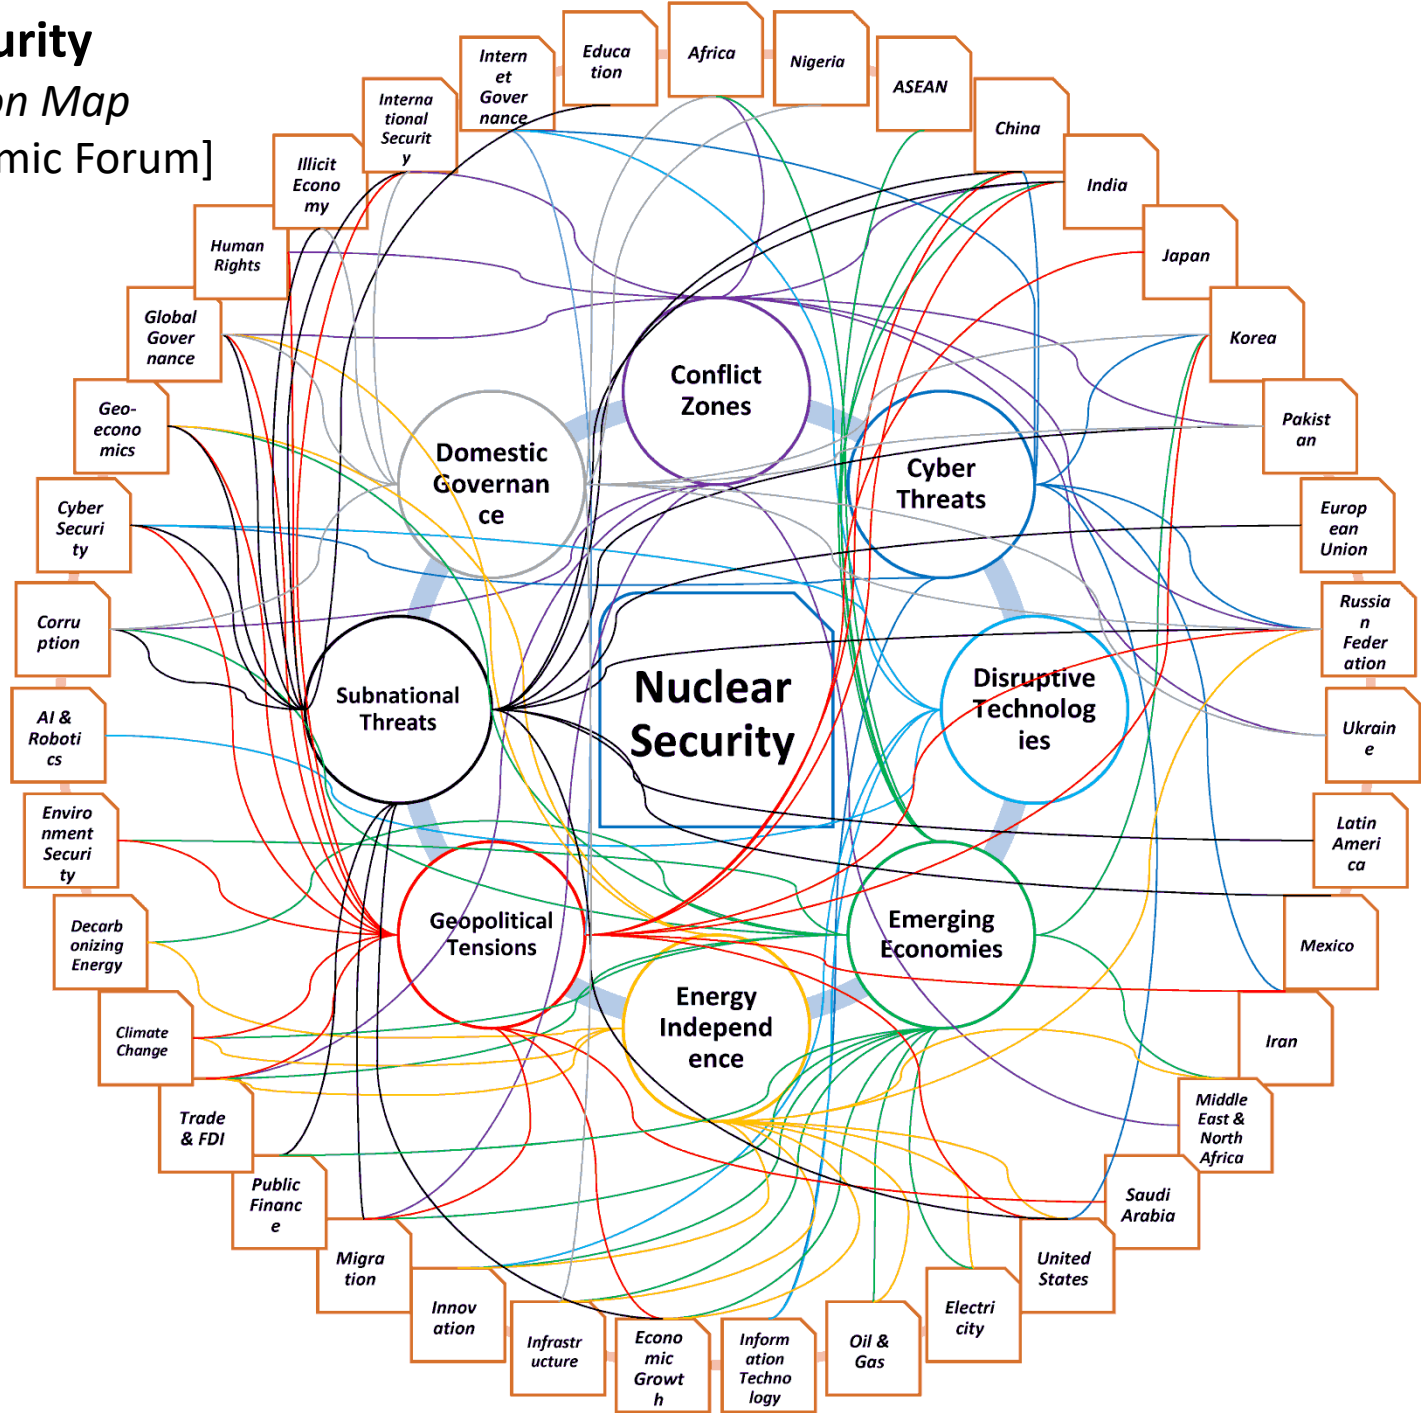 urity
on Map
mic Forum]
Africa
Nigeria
ASEAN
China
India
Japan
Korea
Pakist
an
Europ
ean
Union
Russia
n
Feder
ation
Ukrain
e
Latin
Ameri
ca
Mexico
Iran
Middle
East &
North
Africa
Saudi
Arabia
United
States
Electri
city
Oil &
Gas
Inform
ation
Techno
logy
Econo
mic
Growt
h
Infrastr
ucture
Innov
ation
Migra
tion
Public
Financ
e
Trade
& FDI
Climate
Change
Decarb
onizing
Energy
Enviro
nment
Securi
ty
AI &
Roboti
cs
Corru
ption
Cyber
Securi
ty
Geo-
econo
mics
Global
Gover
nance
Human
Rights
Illicit
Econo
my
Interna
tional
Securit
y
Intern
et
Gover
nance
Educa
tion
Conflict
Zones
Cyber
Threats
Disruptive
Technolog
ies
Emerging
Economies
Energy
Independ
ence
Geopolitical
Tensions
Subnational
Threats
Domestic
Governan
ce
Nuclear
Security